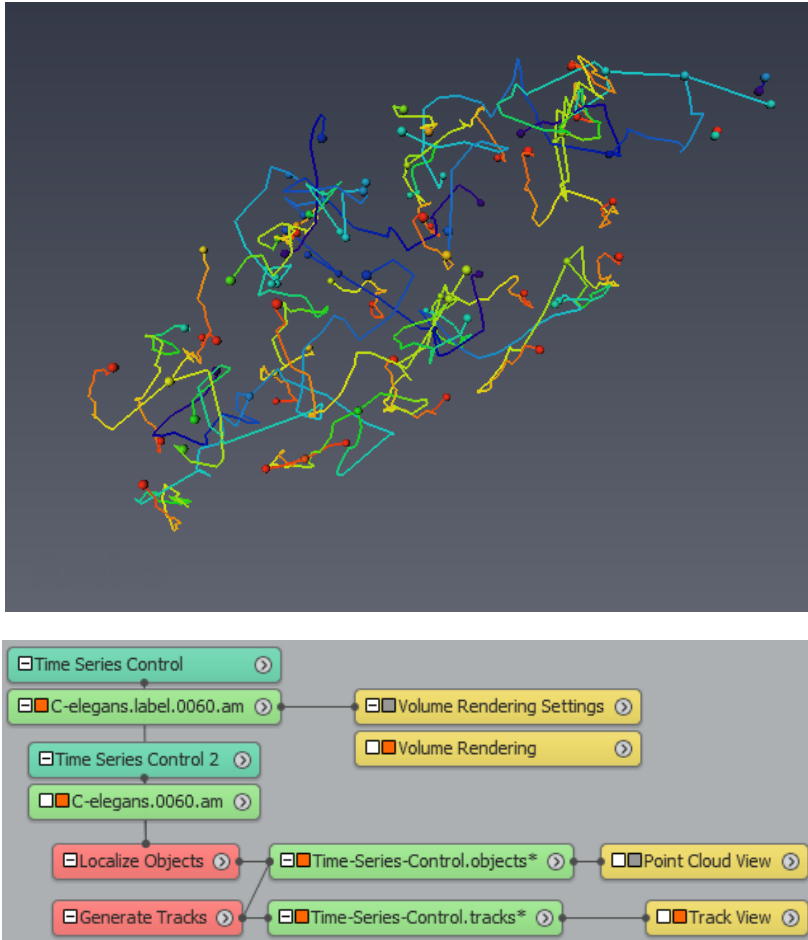 Time Series Control
C-elegans.label.0060.am
Volume Rendering Settings
Volume Rendering
Time Series Control 2
C-elegans.0060.am
Localize Objects
Time-Series-Control.objects*
Point Cloud View
Generate Tracks
Time-Series-Control.tracks*
Track View